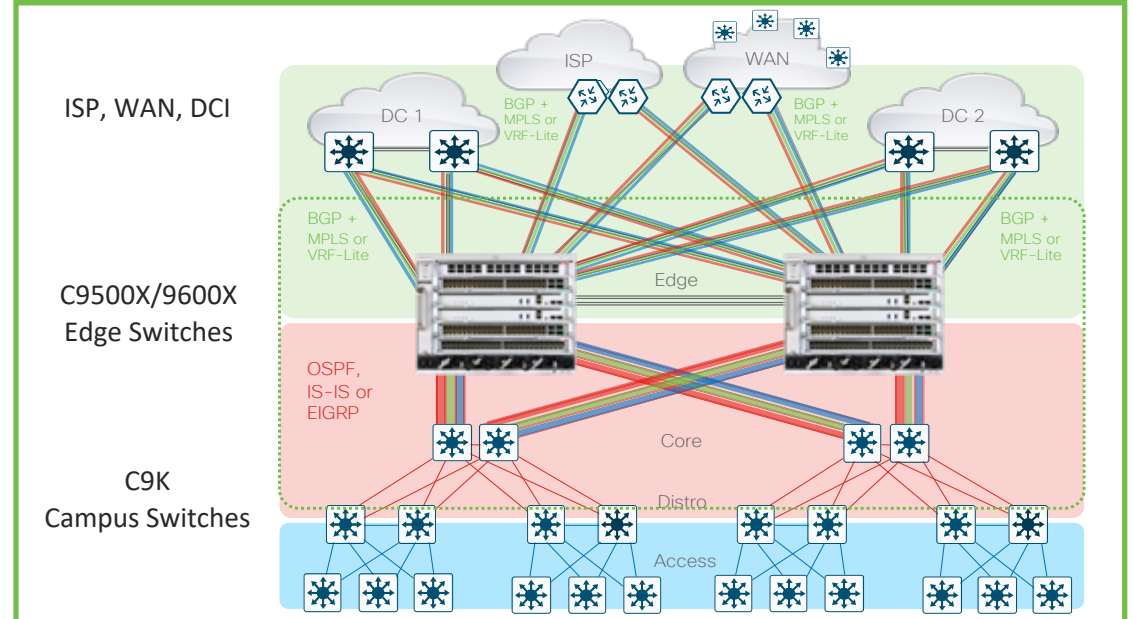 ISP
WAN
ISP, WAN, DCI
DC 1
BGP +
MPLS or
VRF-Lite
BGP +
MPLS or
VRF-Lite
DC 2
BGP +
MPLS or
VRF-Lite
BGP +
MPLS or
VRF-Lite
C9500X/9600X
Edge Switches
Edge
OSPF,
IS-IS or
EIGRP
Core
C9K
Campus Switches
Distro
Access